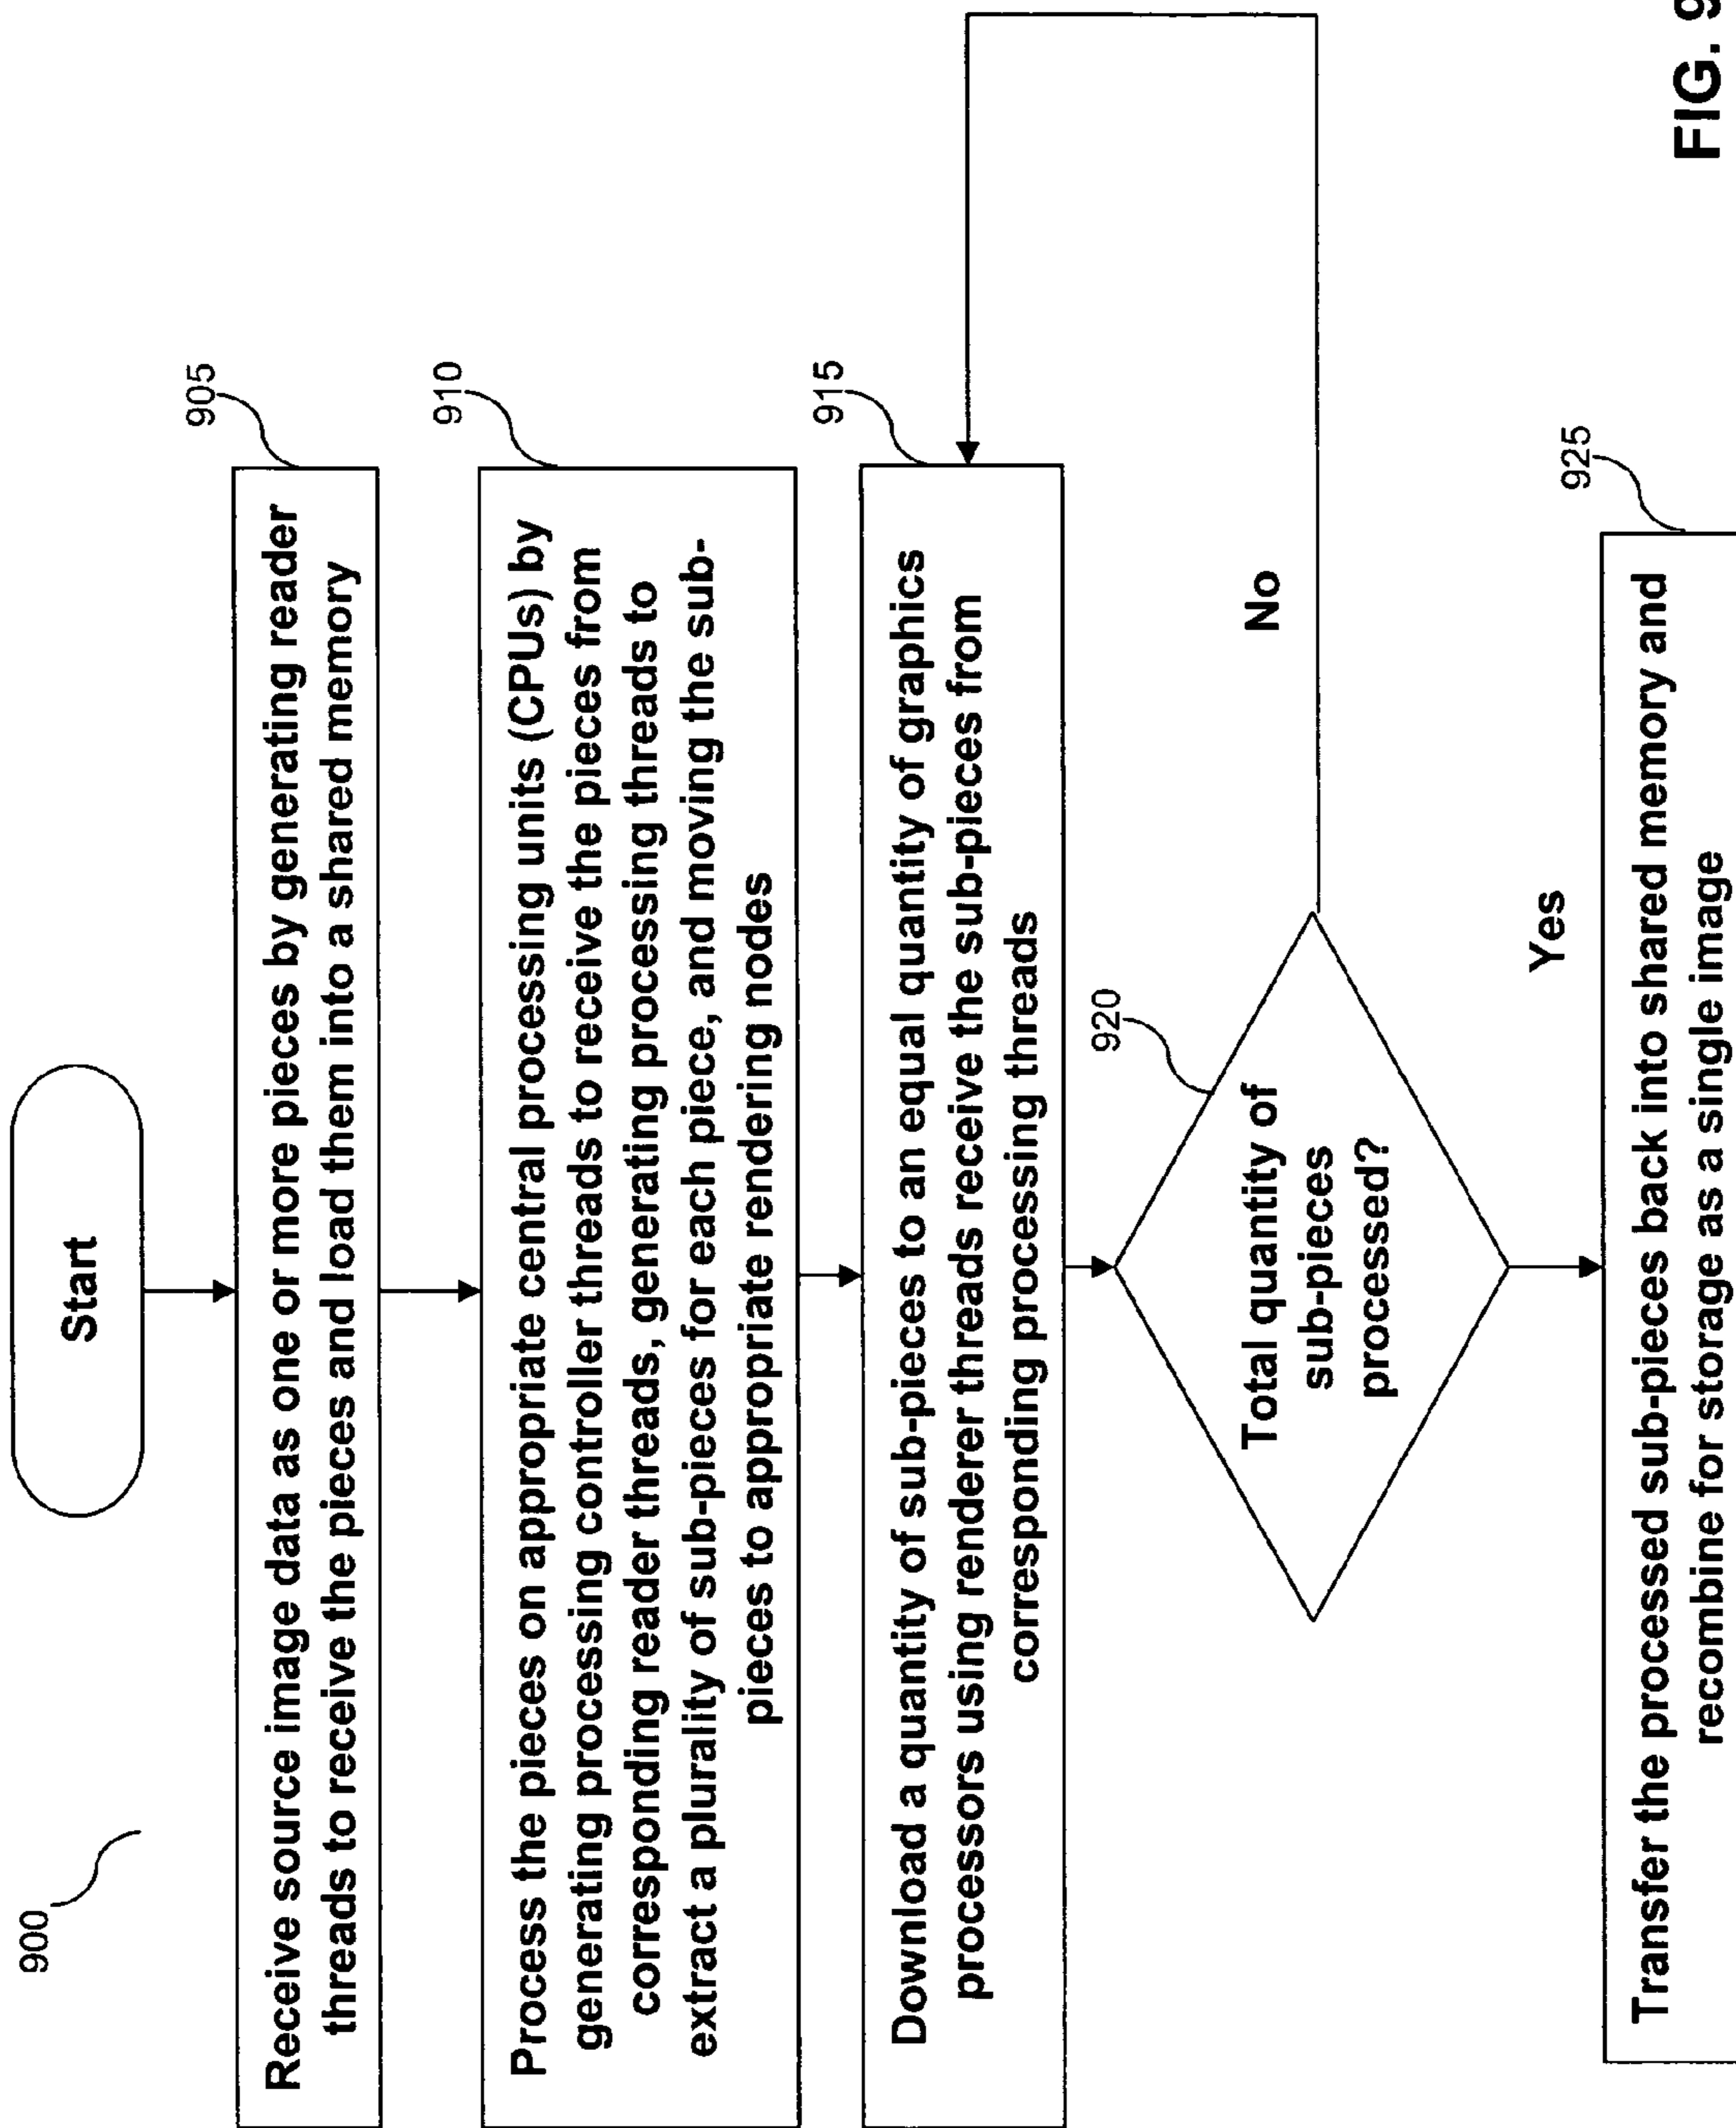 900
Start
905
Receive source image data as one or more pieces by generating reader
threads to receive the pieces and load them into a shared memory
910
Process the pieces on appropriate central processing units (CPUs) by
generating processing controller threads to receive the pieces from
corresponding reader threads, generating processing threads to
extract a plurality of sub-pieces for each piece, and moving the sub-
pieces to appropriate rendering nodes
915
Download a quantity of sub-pieces to an equal quantity of graphics
processors using renderer threads receive the sub-pieces from
corresponding processing threads
920
Total quantity of
sub-pieces
processed?
No
Yes
925
Transfer the processed sub-pieces back into shared memory and
recombine for storage as a single image
FIG. 9